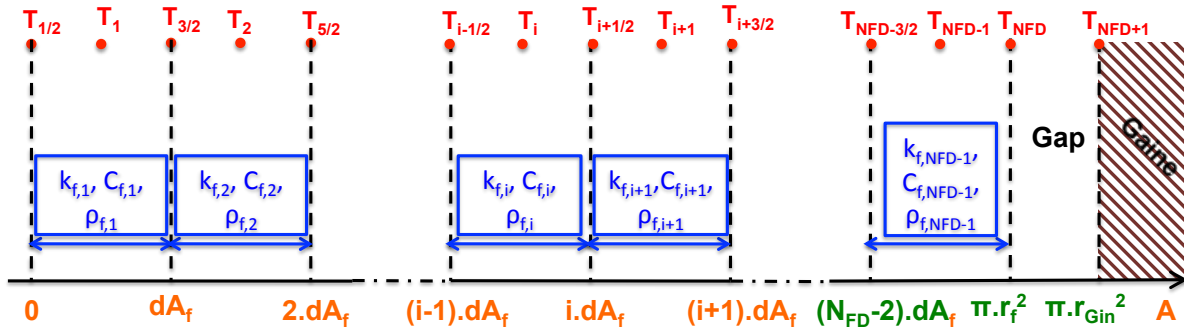 T1/2 T1 T3/2 T2 T5/2 Ti-1/2 Ti Ti+1/2 Ti+1 Ti+3/2 TNFD-3/2 TNFD-1 TNFD TNFD+1
kf,1, Cf,1,
ρf,1
kf,2, Cf,2,
ρf,2
kf,i, Cf,i,
ρf,i
kf,i+1,Cf,i+1,
ρf,i+1
kf,NFD-1,
Cf,NFD-1,
ρf,NFD-1
Gap
Gaine
0 dAf 2.dAf (i-1).dAf i.dAf (i+1).dAf (NFD-2).dAf π.rf² π.rGin² A